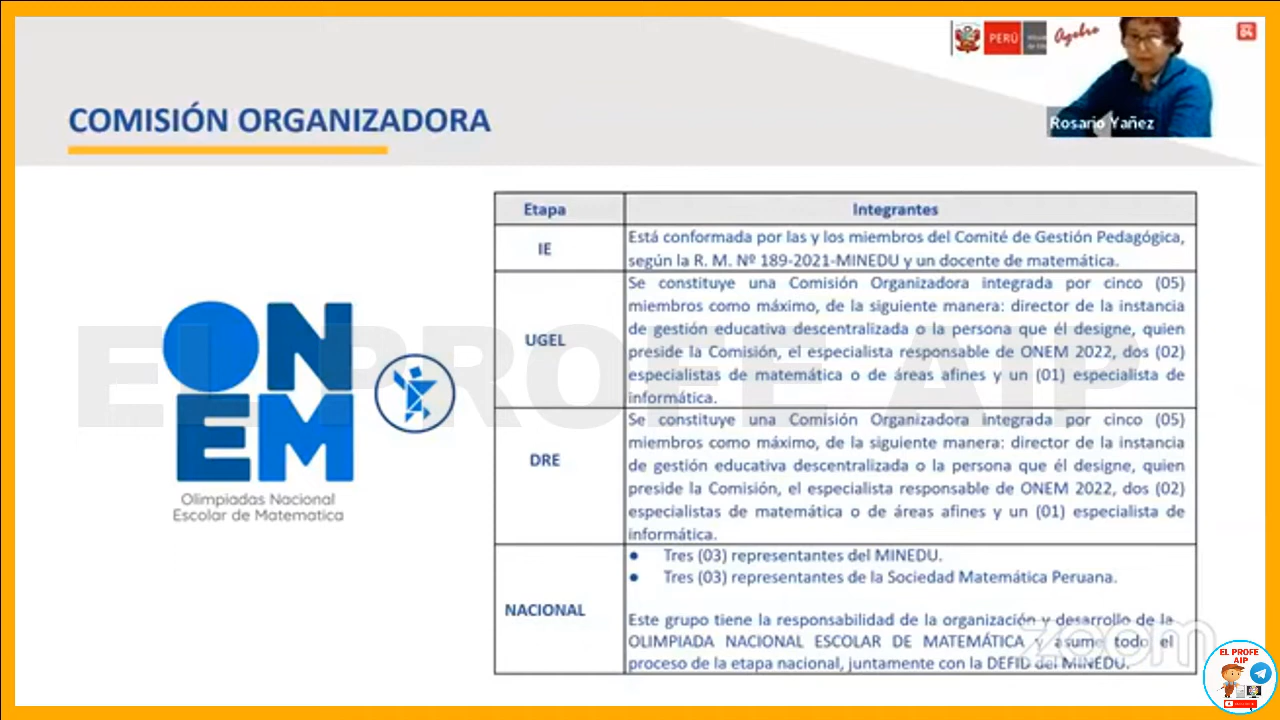 PERÚ
COMISIÓN ORGANIZADORA
Rosario Yañez
Etapa
Integrantes
IE
Está conformada por las y los miembros del Comité de Gestión Pedagógica,
según la R. M. Nº 189-2021-MINEDU y un docente de matemática.
UGEL
Se constituye una Comisión Organizadora integrada por cinco (05)
miembros como máximo, de la siguiente manera: director de la instancia
de gestión educativa descentralizada o la persona que él designe, quien
preside la Comisión, el especialista responsable de ONEM 2022, dos (02)
especialistas de matemática o de áreas afines y un (01) especialista de
informática.
DRE
Se constituye una Comisión Organizadora integrada por cinco (05)
miembros como máximo, de la siguiente manera: director de la instancia
de gestión educativa descentralizada o la persona que él designe, quien
preside la Comisión, el especialista responsable de ONEM 2022, dos (02)
especialistas de matemática o de áreas afines y un (01) especialista de
informática.
NACIONAL
● Tres (03) representantes del MINEDU.
● Tres (03) representantes de la Sociedad Matemática Peruana.
Este grupo tiene la responsabilidad de la organización y desarrollo de la
OLIMPIADA NACIONAL ESCOLAR DE MATEMÁTICA y asume todo el
proceso de la etapa nacional, juntamente con la DEFID del MINEDU.
ON
EM
Olimpiadas Nacional
Escolar de Matematica
EL PROFE AIP
zoom
EL PROFE
AIP